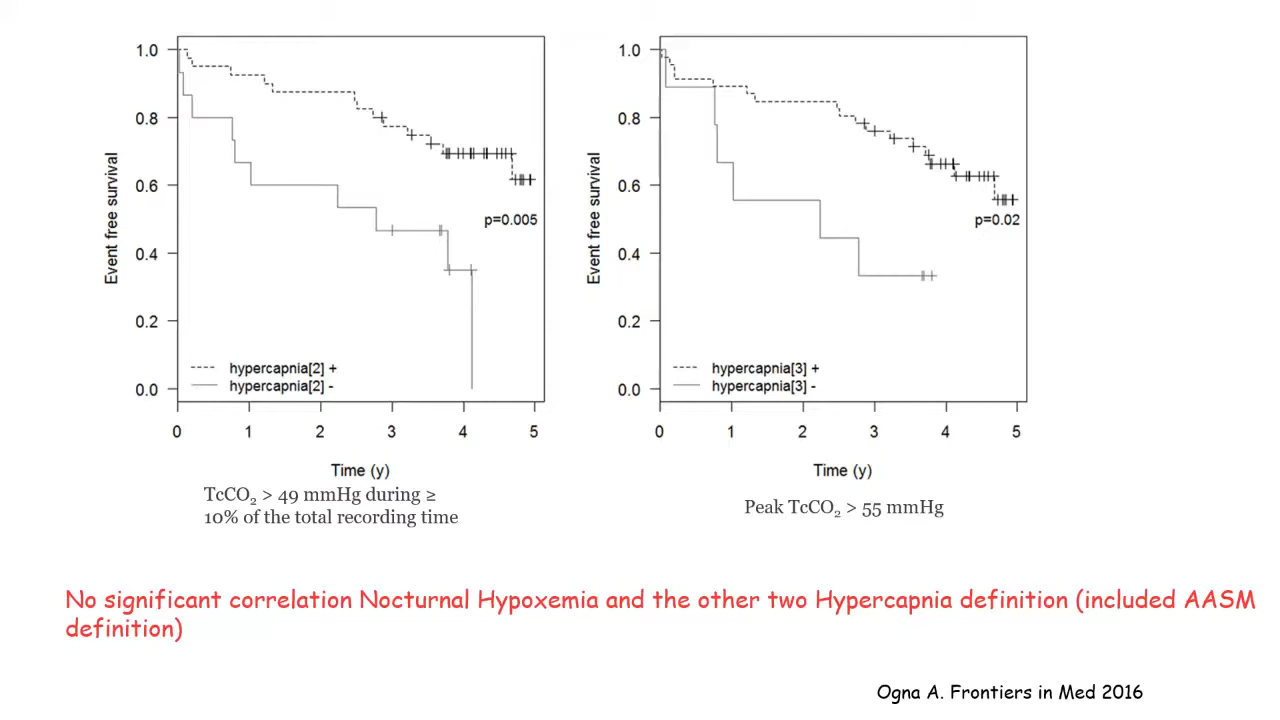 1.0
0.8
0.6
0.4
0.2
0.0
Event free survival
p=0.005
hypercapnia[2] +
hypercapnia[2] -
0 1 2 3 4 5
Time (y)
TcCO₂ > 49 mmHg during ≥
10% of the total recording time
1.0
0.8
0.6
0.4
0.2
0.0
Event free survival
p=0.02
hypercapnia[3] +
hypercapnia[3] -
0 1 2 3 4 5
Time (y)
Peak TcCO₂ > 55 mmHg
No significant correlation Nocturnal Hypoxemia and the other two Hypercapnia definition (included AASM
definition)
Ogna A. Frontiers in Med 2016